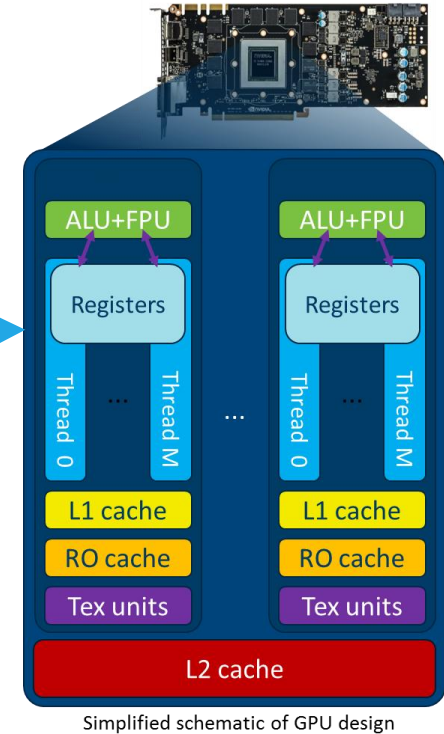 ALU+FPU
Registers
Thread 0
...
Thread M
L1 cache
RO cache
Tex units
...
ALU+FPU
Registers
Thread 0
...
Thread M
L1 cache
RO cache
Tex units
L2 cache
Simplified schematic of GPU design